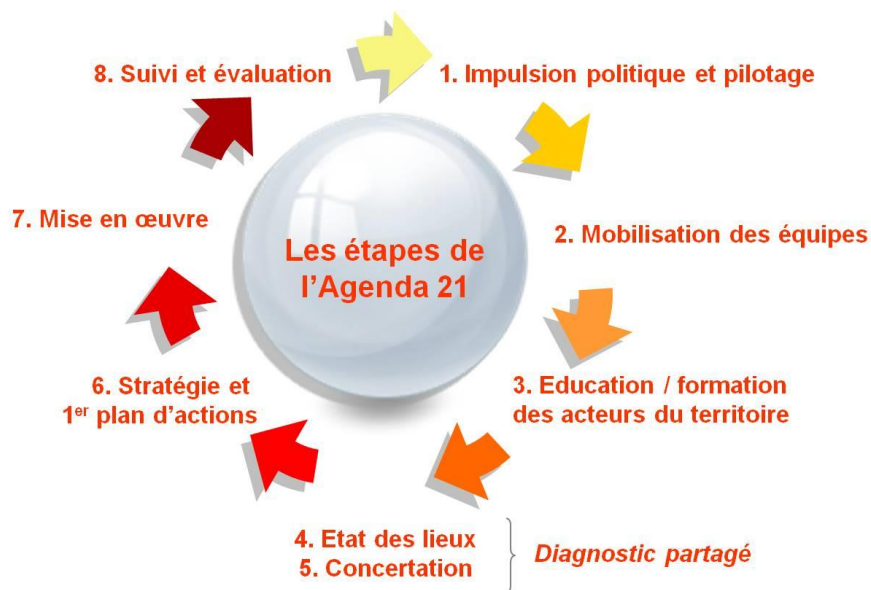 8. Suivi et évaluation
1. Impulsion politique et pilotage
7. Mise en œuvre
2. Mobilisation des équipes
Les étapes de
l’Agenda 21
6. Stratégie et
1er plan d’actions
3. Education / formation
des acteurs du territoire
4. Etat des lieux
5. Concertation
Diagnostic partagé